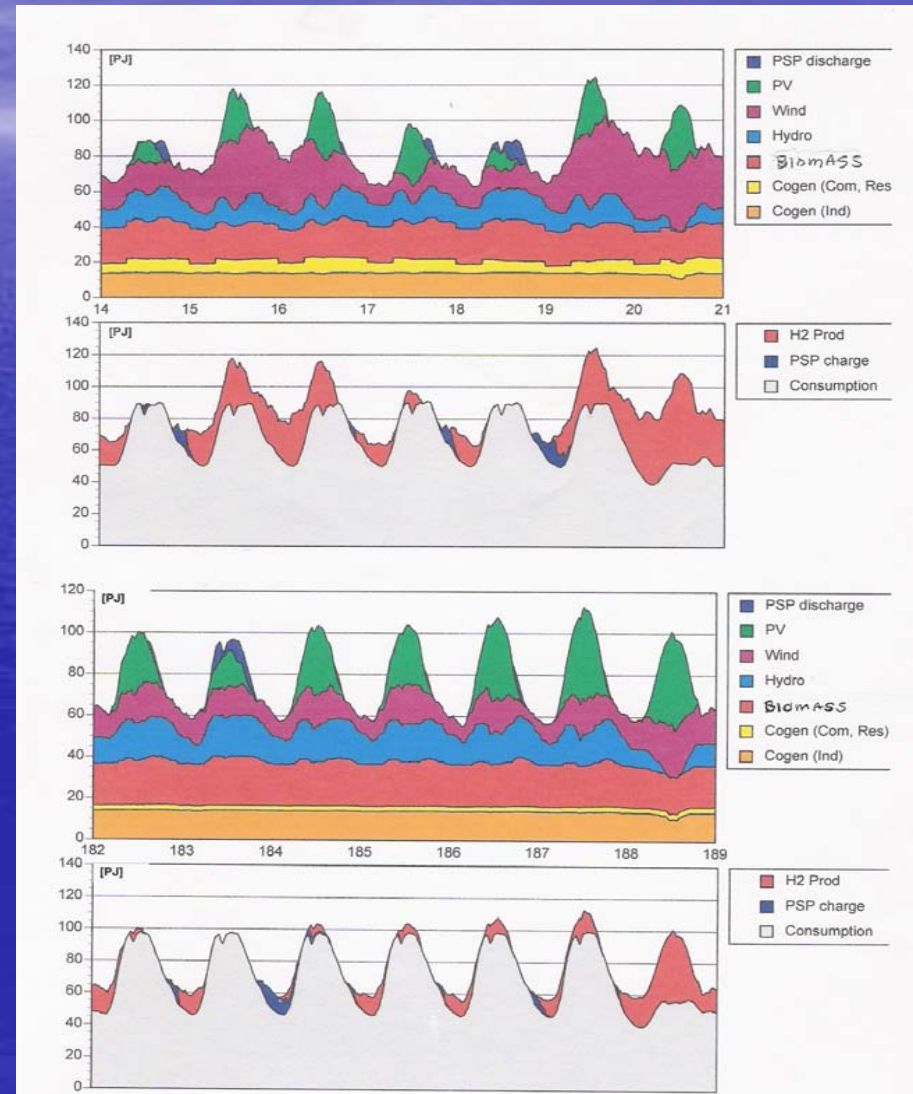 [PJ]
140
120
100
80
60
40
20
0
14 15 16 17 18 19 20 21
PSP discharge
PV
Wind
Hydro
BIOMASS
Cogen (Com, Res
Cogen (Ind)
[PJ]
140
120
100
80
60
40
20
0
H2 Prod
PSP charge
Consumption
[PJ]
120
100
80
60
40
20
0
182 183 184 185 186 187 188 189
PSP discharge
PV
Wind
Hydro
BIOMASS
Cogen (Com, Res)
Cogen (Ind)
[PJ]
140
120
100
80
60
40
20
0
H2 Prod
PSP charge
Consumption